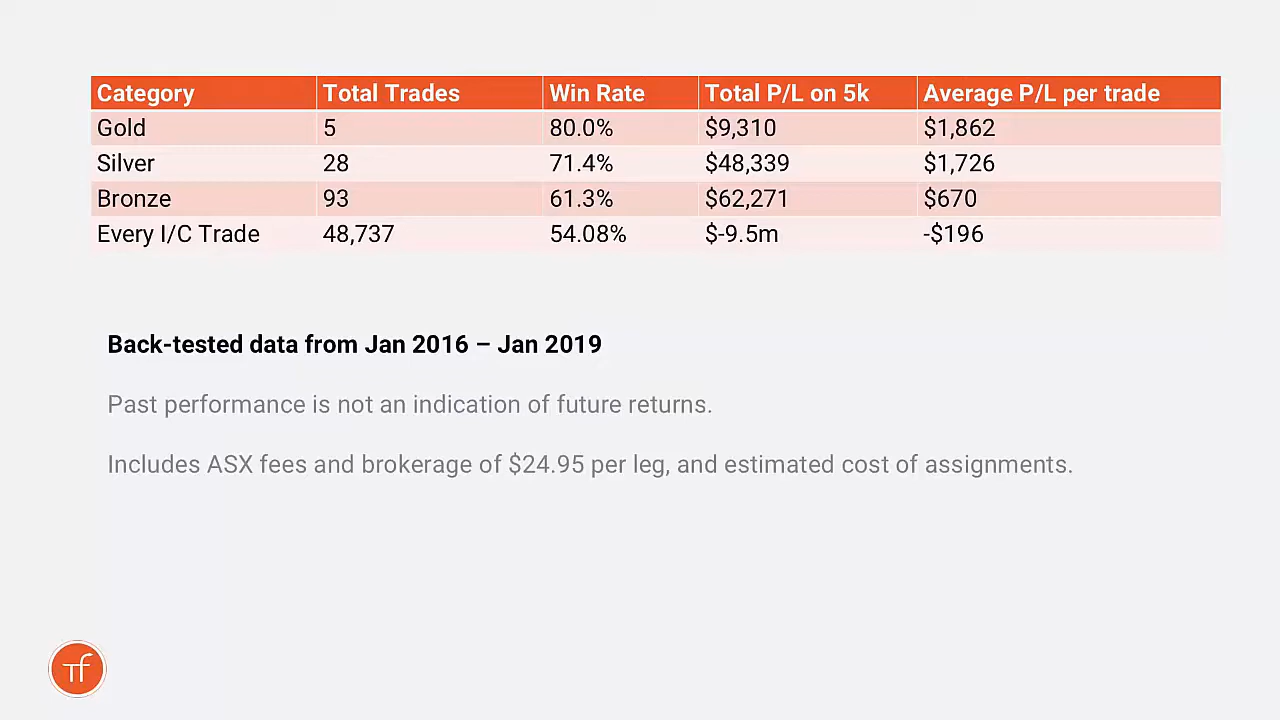 Category Total Trades Win Rate Total P/L on 5k Average P/L per trade
Gold 5 80.0% $9,310 $1,862
Silver 28 71.4% $48,339 $1,726
Bronze 93 61.3% $62,271 $670
Every I/C Trade 48,737 54.08% $-9.5m -$196
Back-tested data from Jan 2016 – Jan 2019
Past performance is not an indication of future returns.
Includes ASX fees and brokerage of $24.95 per leg, and estimated cost of assignments.
Tf